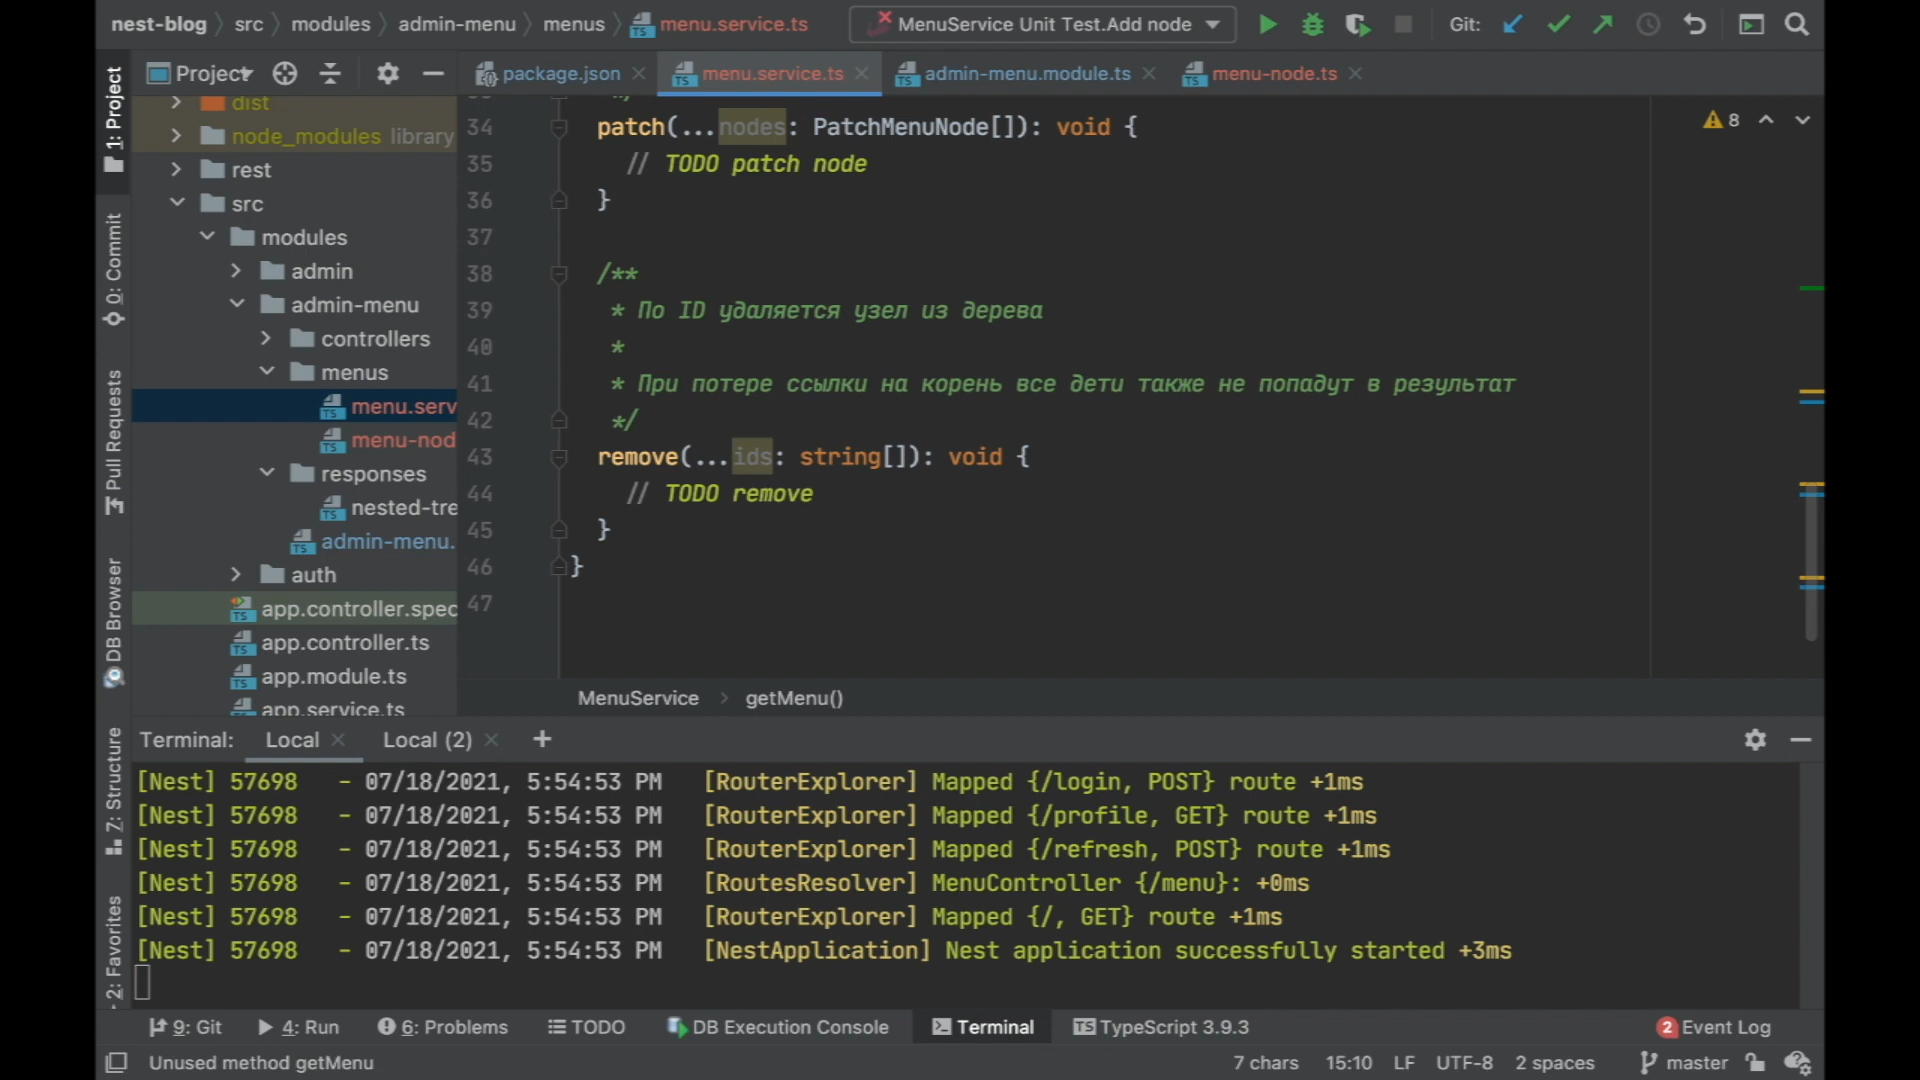 nest-blog src modules admin-menu menus menu.service.ts MenuService Unit Test.Add node Git:
1: Project
0: Commit
Pull Requests
DB Browser
Z: Structure
2: Favorites
Project
dist
node_modules library
rest
src
modules
admin
admin-menu
controllers
menus
menu.serv
menu-nod
responses
nested-tre
admin-menu.
auth
app.controller.spec
app.controller.ts
app.module.ts
app.service.ts
package.json menu.service.ts admin-menu.module.ts menu-node.ts
8
34 patch(...nodes: PatchMenuNode[]): void {
35 // TODO patch node
36 }
37
38 /**
39 * По ID удаляется узел из дерева
40 *
41 * При потере ссылки на корень все дети также не попадут в результат
42 */
43 remove(...ids: string[]): void {
44 // TODO remove
45 }
46 }
47
MenuService getMenu()
Terminal: Local Local (2) +
[Nest] 57698 - 07/18/2021, 5:54:53 PM [RouterExplorer] Mapped {/login, POST} route +1ms
[Nest] 57698 - 07/18/2021, 5:54:53 PM [RouterExplorer] Mapped {/profile, GET} route +1ms
[Nest] 57698 - 07/18/2021, 5:54:53 PM [RouterExplorer] Mapped {/refresh, POST} route +1ms
[Nest] 57698 - 07/18/2021, 5:54:53 PM [RoutesResolver] MenuController {/menu}: +0ms
[Nest] 57698 - 07/18/2021, 5:54:53 PM [RouterExplorer] Mapped {/, GET} route +1ms
[Nest] 57698 - 07/18/2021, 5:54:53 PM [NestApplication] Nest application successfully started +3ms
9: Git 4: Run 6: Problems TODO DB Execution Console Terminal TypeScript 3.9.3 2 Event Log
Unused method getMenu 7 chars 15:10 LF UTF-8 2 spaces master